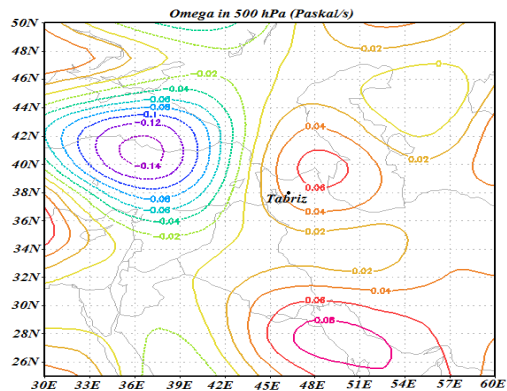 Omega in 500 hPa (Paskal/s)
50N
48N
46N
44N
42N
40N
38N
36N
34N
32N
30N
28N
26N
30E 33E 36E 39E 42E 45E 48E 51E 54E 57E 60E
0.02
0
-0.02
-0.04
-0.06
-0.08
-0.1
-0.12
0.04
0.02
-0.14
0.06
Tabriz
-0.06
0.04
-0.04
-0.02
0.02
0.02
0.04
0.06
0.08